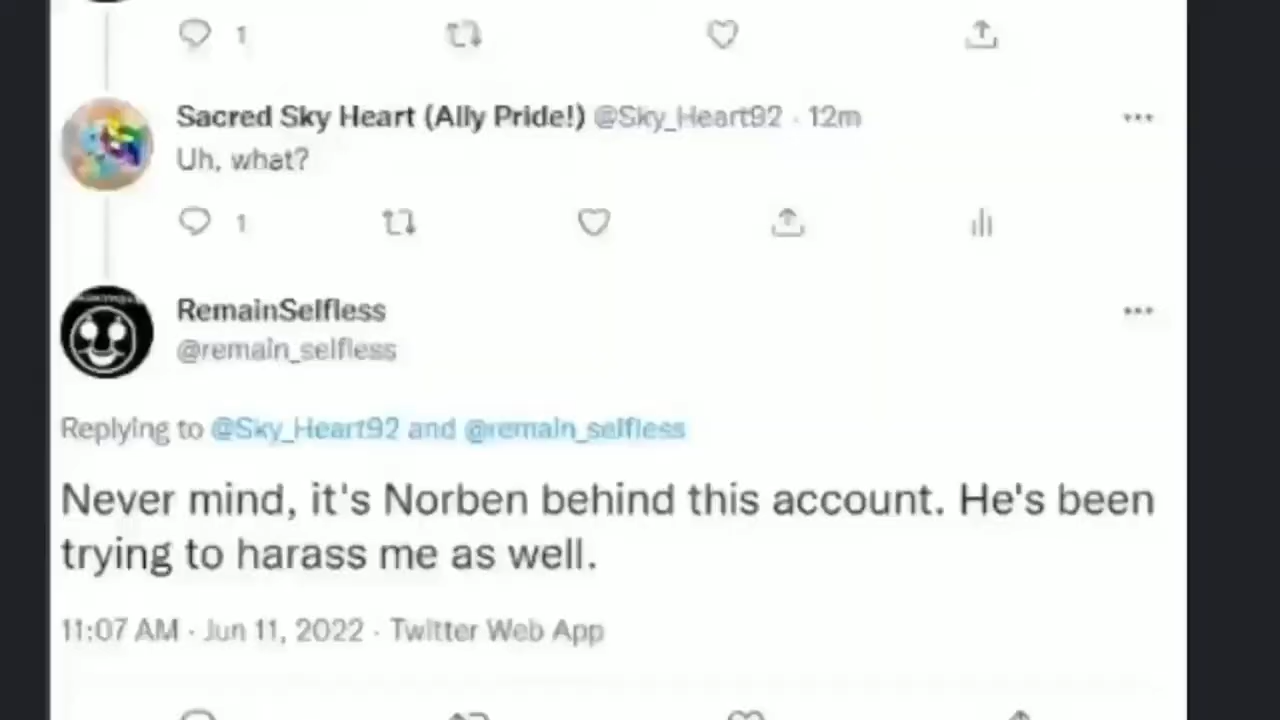 1
Sacred Sky Heart (Ally Pride!) @Sky_Heart92 · 12m
Uh, what?
1
RemainSelfless
@remain_selfless
Replying to @Sky_Heart92 and @remain_selfless
Never mind, it's Norben behind this account. He's been
trying to harass me as well.
11:07 AM · Jun 11, 2022 · Twitter Web App